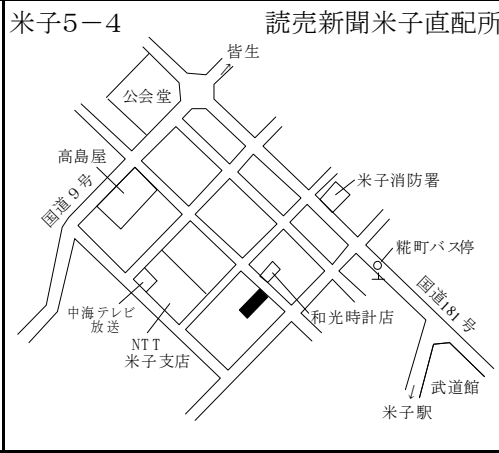 米子5－4
読売新聞米子直配所
皆生
公会堂
高島屋
国道9号
米子消防署
糀町バス停
国道181号
和光時計店
中海テレビ
放送
NTT
米子支店
武道館
米子駅